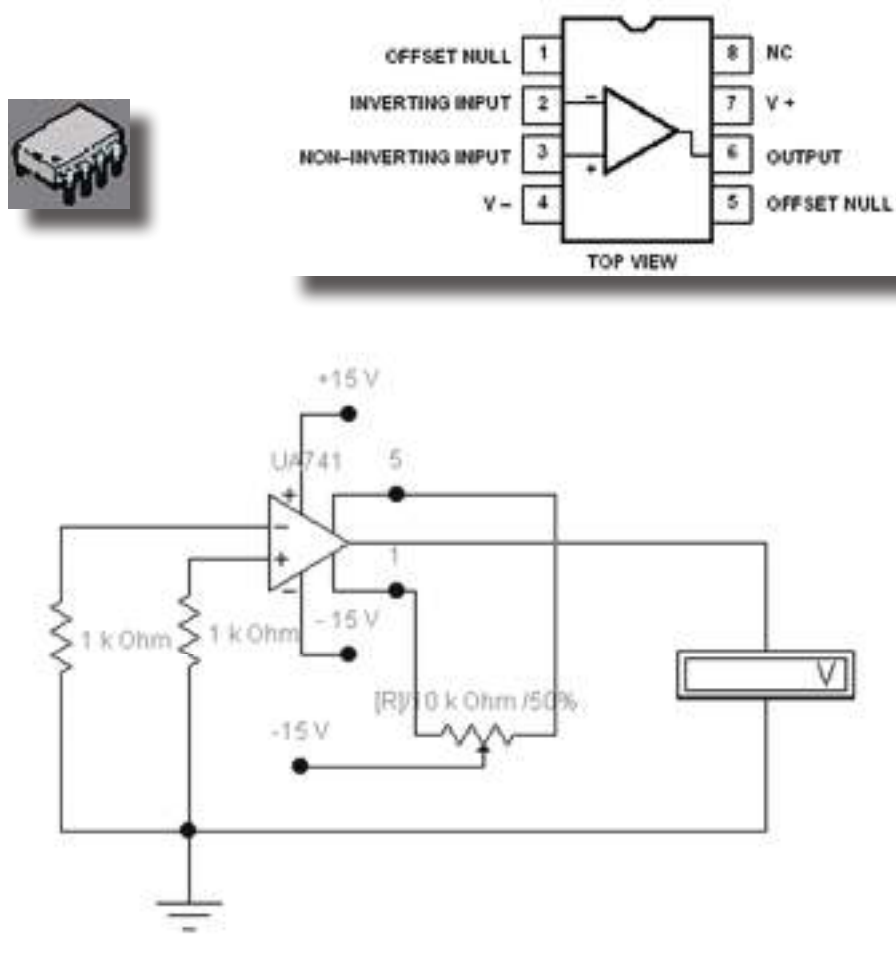 OFFSET NULL 1 8 NC
INVERTING INPUT 2 7 V +
NON–INVERTING INPUT 3 6 OUTPUT
V – 4 5 OFFSET NULL
TOP VIEW
+15 V
UA741 5
1
- 15 V
1 k Ohm 1 k Ohm
[R]/10 k Ohm /50%
-15 V
V